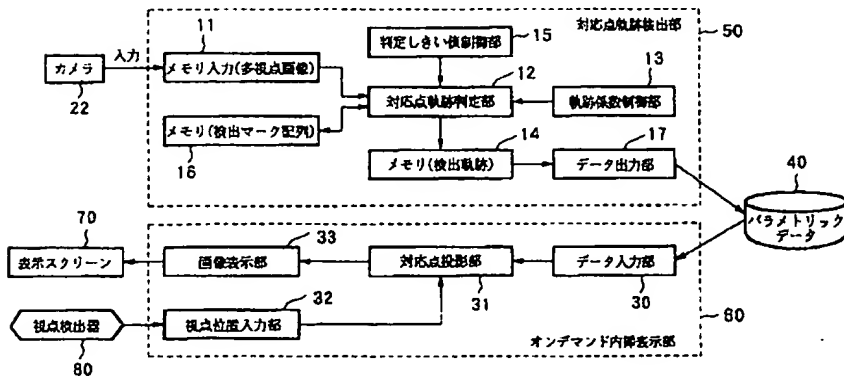 対応点軌跡検出部
50
11
判定しきい値制御部
15
入力
カメラ
22
メモリ入力(多視点画像)
12
13
対応点軌跡判定部
軌跡係数制御部
メモリ(検出マーク配列)
16
14
17
メモリ(検出軌跡)
データ出力部
40
パラメトリック
データ
70
33
表示スクリーン
画像表示部
対応点投影部
31
データ入力部
30
32
視点検出器
80
視点位置入力部
60
オンデマンド内挿表示部